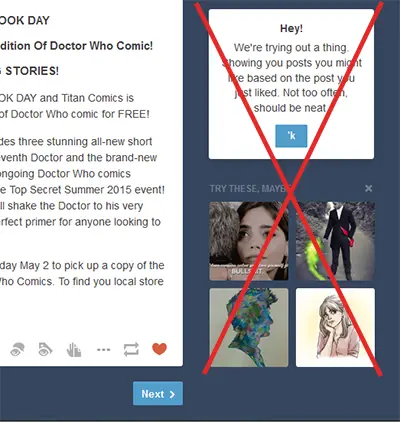 OOK DAY
dition Of Doctor Who Comic!
G STORIES!
OK DAY and Titan Comics is
of Doctor Who comic for FREE!
des three stunning all-new short
eventh Doctor and the brand-new
ongoing Doctor Who comics
e Top Secret Summer 2015 event!
ll shake the Doctor to his very
erfect primer for anyone looking to
day May 2 to pick up a copy of the
Who Comics. To find you local store
Next
Hey!
We're trying out a thing.
Showing you posts you might
like based on the post you
just liked. Not too often,
should be neat.
'k
TRY THESE, MAYBE
BULLSHIT.